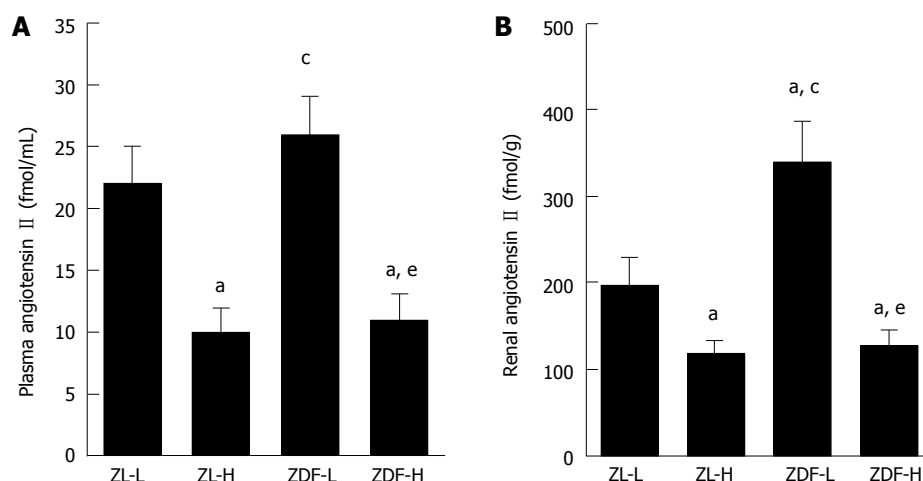 A
Plasma angiotensin Ⅱ (fmol/mL)
35
30
25
20
15
10
5
0
c
a
a, e
ZL-L ZL-H ZDF-L ZDF-H
B
Renal angiotensin Ⅱ (fmol/g)
500
400
300
200
100
0
a, c
a
a, e
ZL-L ZL-H ZDF-L ZDF-H